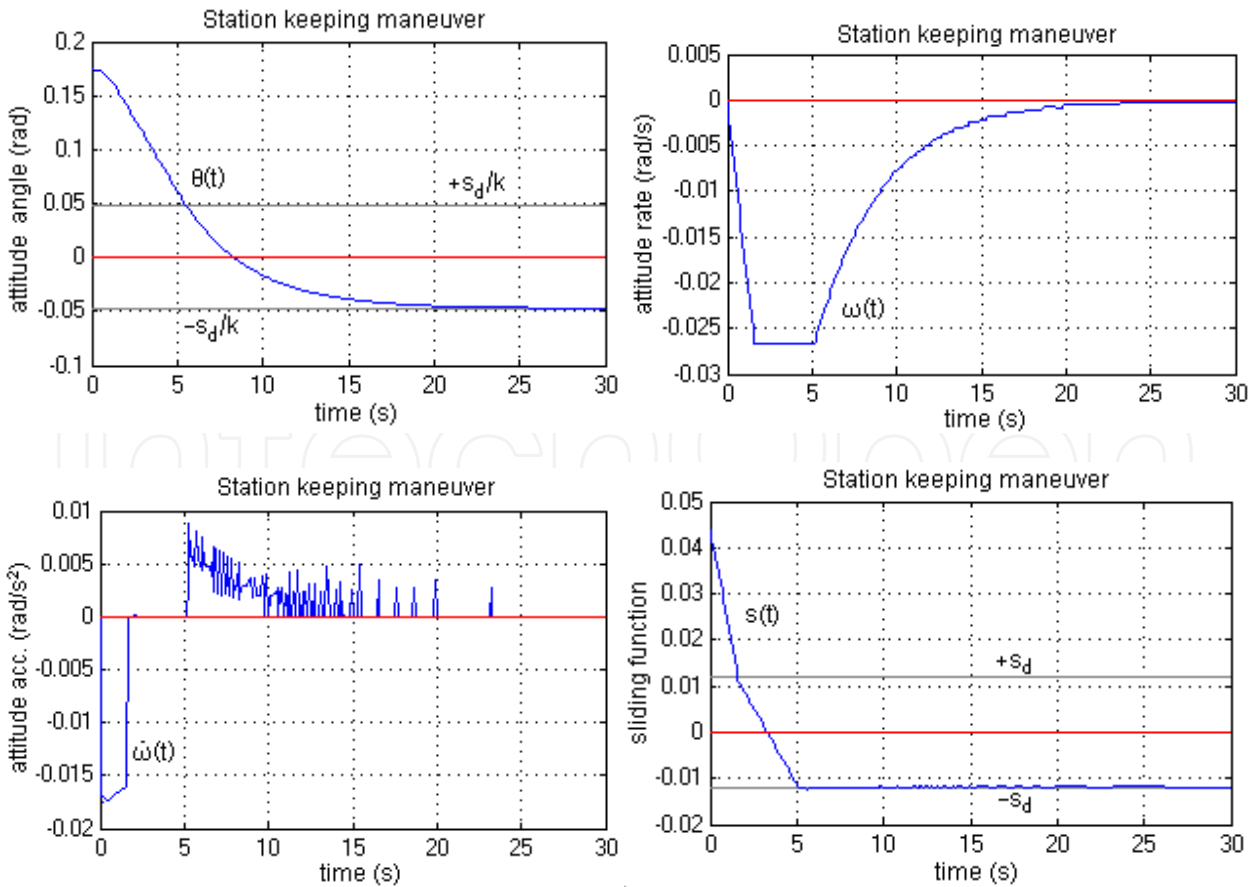 Station keeping maneuver
attitude angle (rad)
0.2
0.15
0.1
0.05
0
-0.05
-0.1
θ(t)
+s_d/k
−s_d/k
0 5 10 15 20 25 30
time (s)
Station keeping maneuver
attitude rate (rad/s)
0.005
0
-0.005
-0.01
-0.015
-0.02
-0.025
-0.03
ω(t)
0 5 10 15 20 25 30
time (s)
InTechOpen
Station keeping maneuver
attitude acc. (rad/s²)
0.01
0.005
0
-0.005
-0.01
-0.015
-0.02
ω̇(t)
0 5 10 15 20 25 30
time (s)
Station keeping maneuver
sliding function
0.05
0.04
0.03
0.02
0.01
0
-0.01
-0.02
s(t)
+s_d
−s_d
0 5 10 15 20 25 30
time (s)